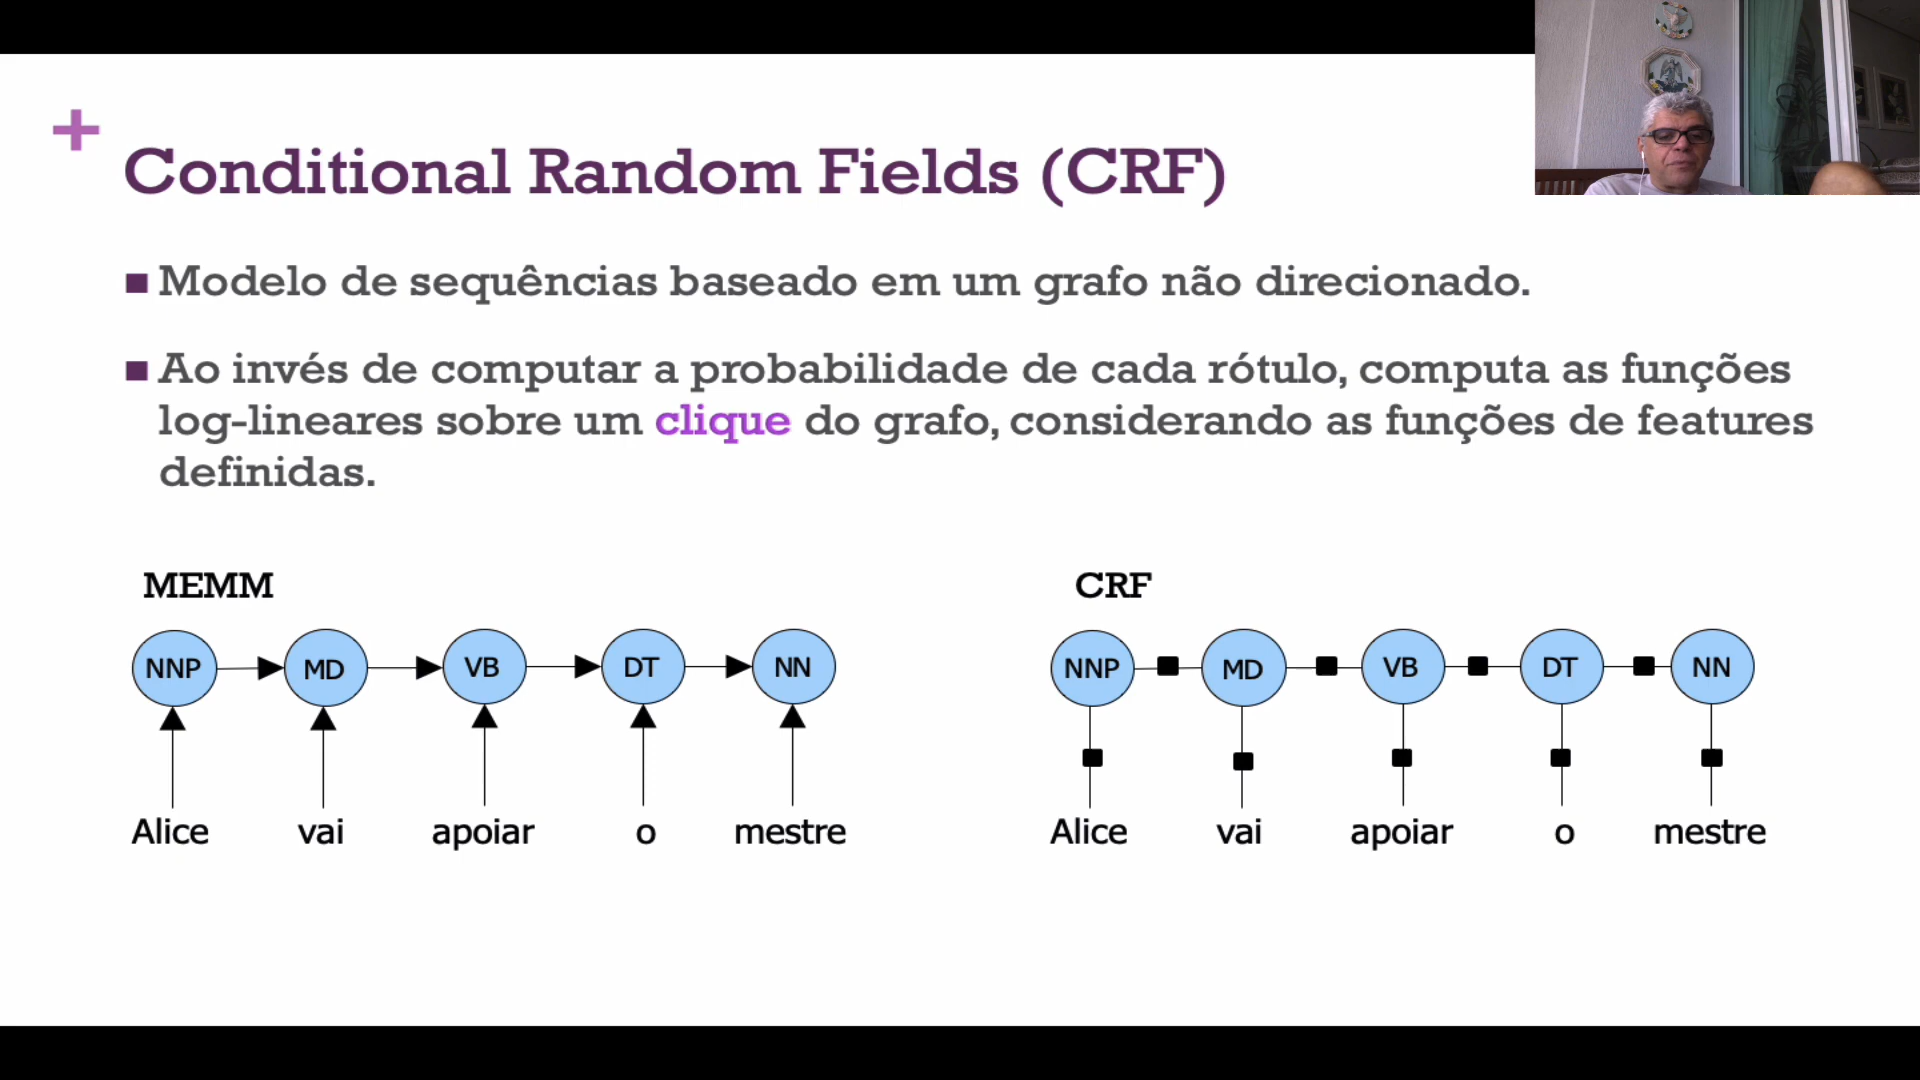 +
Conditional Random Fields (CRF)
Modelo de sequências baseado em um grafo não direcionado.
Ao invés de computar a probabilidade de cada rótulo, computa as funções
log-lineares sobre um clique do grafo, considerando as funções de features
definidas.
MEMM
NNP MD VB DT NN
Alice vai apoiar o mestre
CRF
NNP MD VB DT NN
Alice vai apoiar o mestre